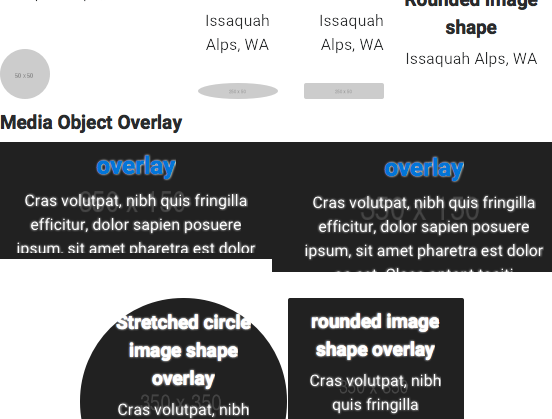 Rounded image
shape
Issaquah
Alps, WA
Issaquah
Alps, WA
Issaquah Alps, WA
50 x 50
Media Object Overlay
overlay
Cras volutpat, nibh quis fringilla
efficitur, dolor sapien posuere
ipsum, sit amet pharetra est dolor
350 x 150
overlay
Cras volutpat, nibh quis fringilla
efficitur, dolor sapien posuere
ipsum, sit amet pharetra est dolor
350 x 150
Stretched circle
image shape
overlay
Cras volutpat, nibh
350 x 350
rounded image
shape overlay
Cras volutpat, nibh
quis fringilla
350 x 350